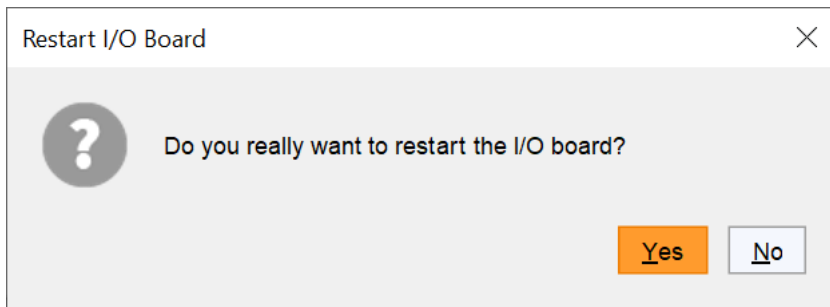 Restart I/O Board
?
Do you really want to restart the I/O board?
Yes No